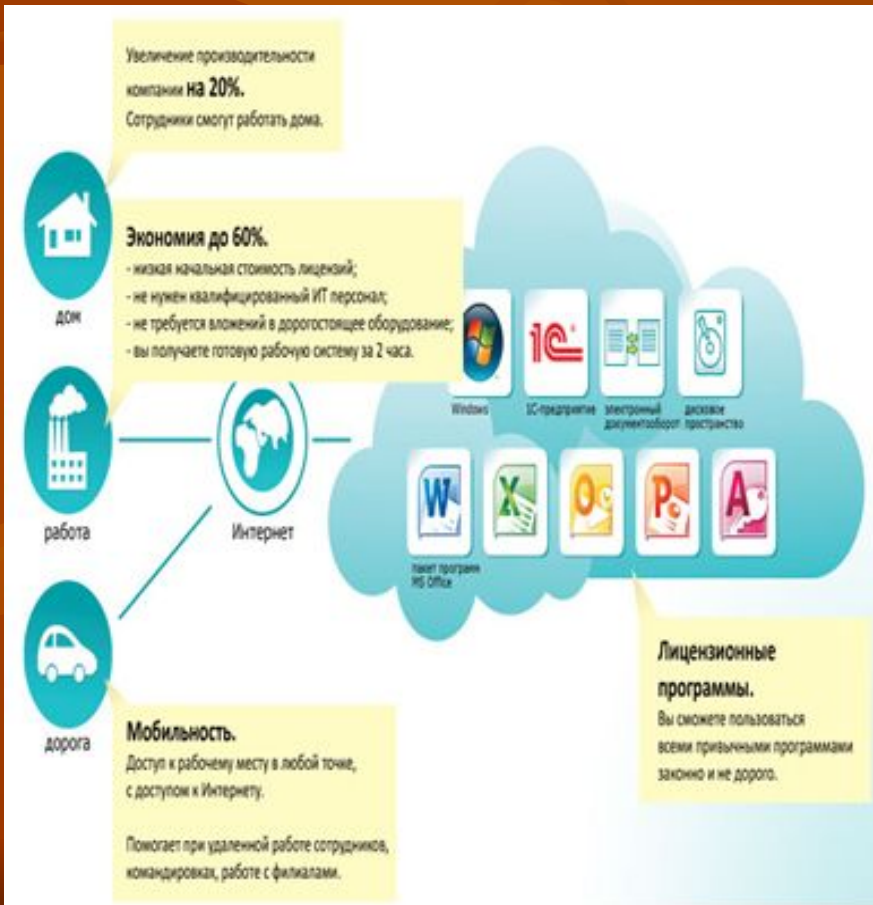 Увеличение производительности
компании на 20%.
Сотрудники смогут работать дома.
дом
Экономия до 60%.
- низкая начальная стоимость лицензий;
- не нужен квалифицированный ИТ персонал;
- не требуется вложений в дорогостоящее оборудование;
- вы получаете готовую рабочую систему за 2 часа.
работа
Интернет
1С
Windows
1С-предприятие
электронный
документооборот
дисковое
пространство
W
X
O
P
A
пакет программ
MS Office
дорога
Мобильность.
Доступ к рабочему месту в любой точке,
с доступом к Интернету.
Помогает при удаленной работе сотрудников,
командировках, работе с филиалами.
Лицензионные
программы.
Вы сможете пользоваться
всеми привычными программами
законно и не дорого.